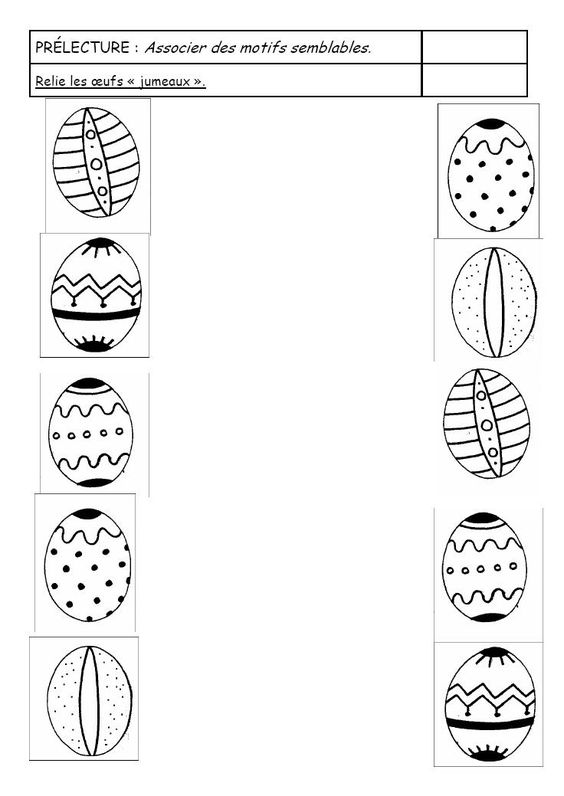 PRÉLECTURE : Associer des motifs semblables.
Relie les œufs « jumeaux ».